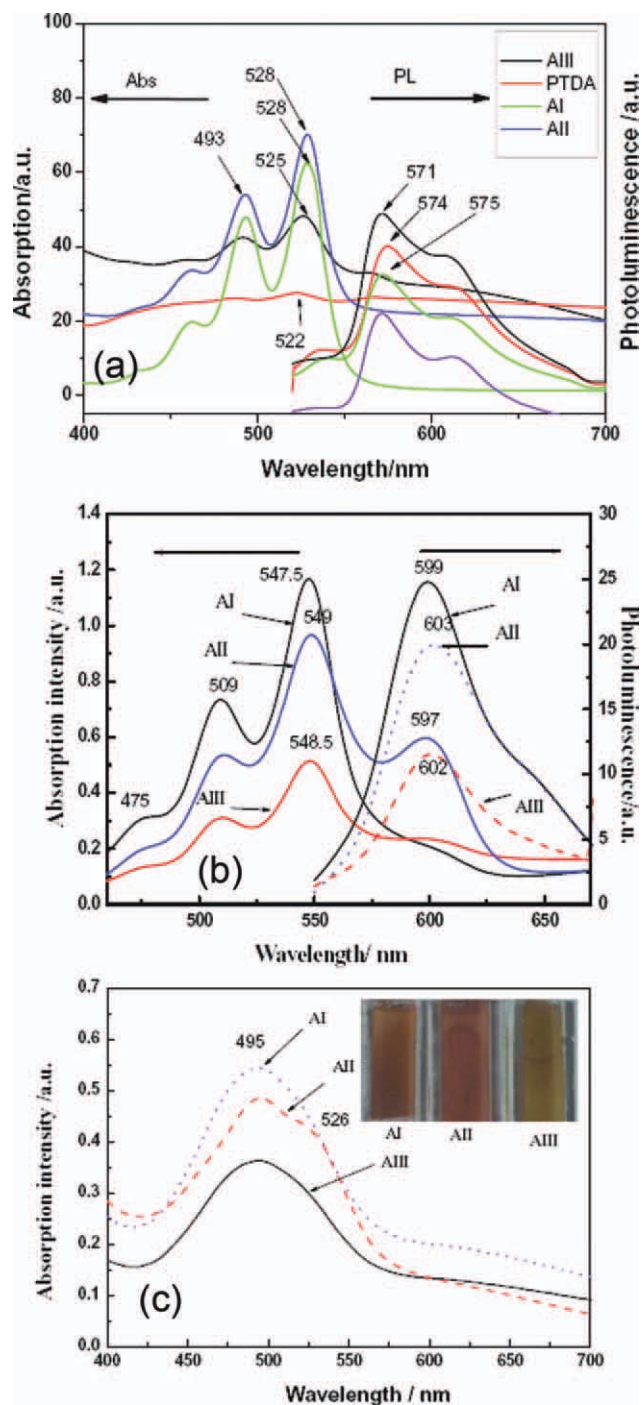 100
80
60
40
20
0
Absorption/a.u.
Abs
PL
528
528
525
493
522
571
574
575
AIII
PTDA
AI
AII
Photoluminescence /a.u.
(a)
400 500 600 700
Wavelength/nm
1.4
1.2
1.0
0.8
0.6
0.4
0.2
0.0
Absorption intensity /a.u.
547.5
AI
549
AII
509
548.5
475
AIII
599
AI
603
AII
597
602
AIII
30
25
20
15
10
5
0
Photoluminescence/a.u.
(b)
500 550 600 650
Wavelength/ nm
0.7
0.6
0.5
0.4
0.3
0.2
0.1
0.0
Absorption intensity /a.u.
495
AI
AII
526
AIII
AI AII AIII
(c)
400 450 500 550 600 650 700
Wavelength / nm